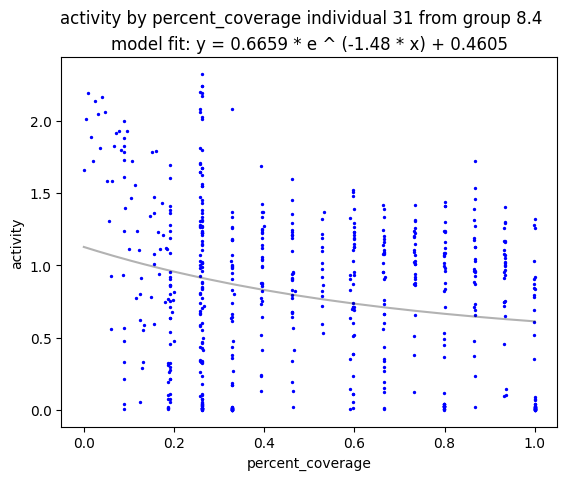 activity by percent_coverage individual 31 from group 8.4
model fit: y = 0.6659 * e ^ (-1.48 * x) + 0.4605
activity
2.0
1.5
1.0
0.5
0.0
0.0 0.2 0.4 0.6 0.8 1.0
percent_coverage